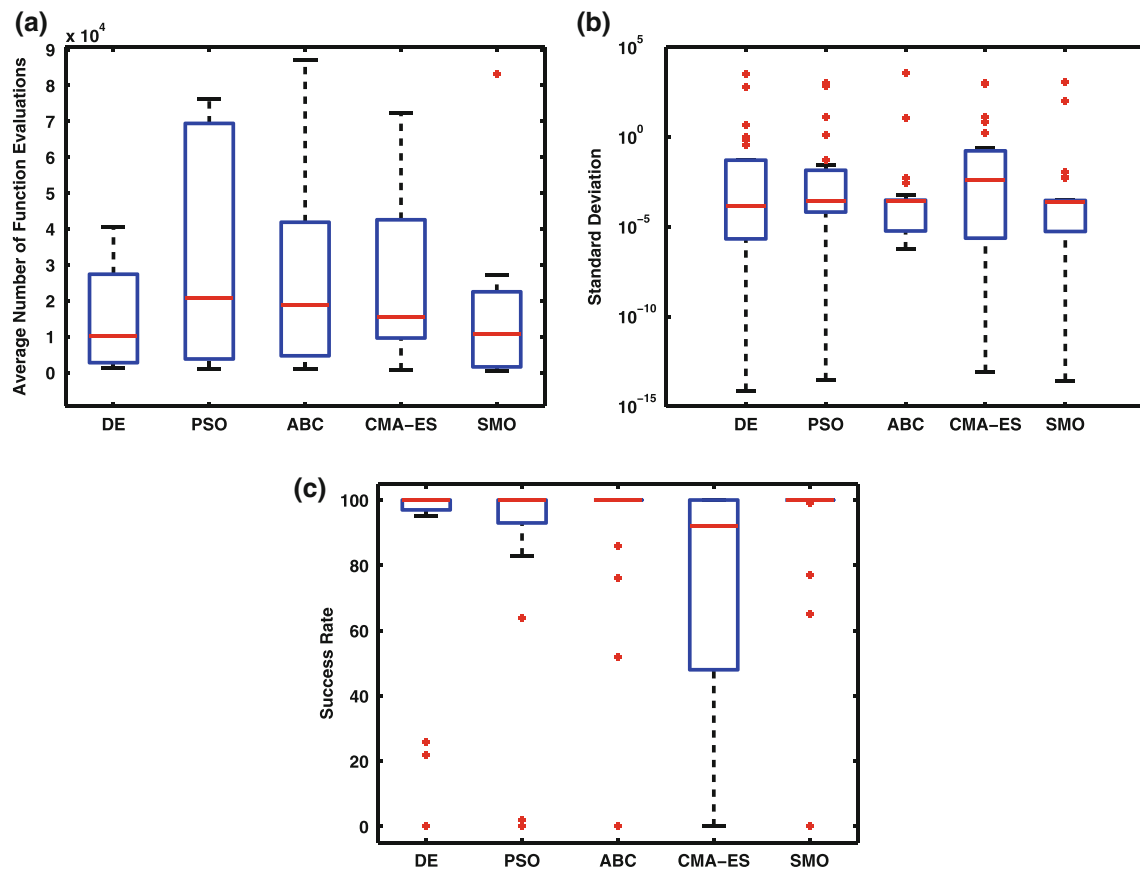 (a)
x 10^4
Average Number of Function Evaluations
9
8
7
6
5
4
3
2
1
0
DE PSO ABC CMA−ES SMO
(b)
Standard Deviation
10^5
10^0
10^−5
10^−10
10^−15
DE PSO ABC CMA−ES SMO
(c)
Success Rate
100
80
60
40
20
0
DE PSO ABC CMA−ES SMO